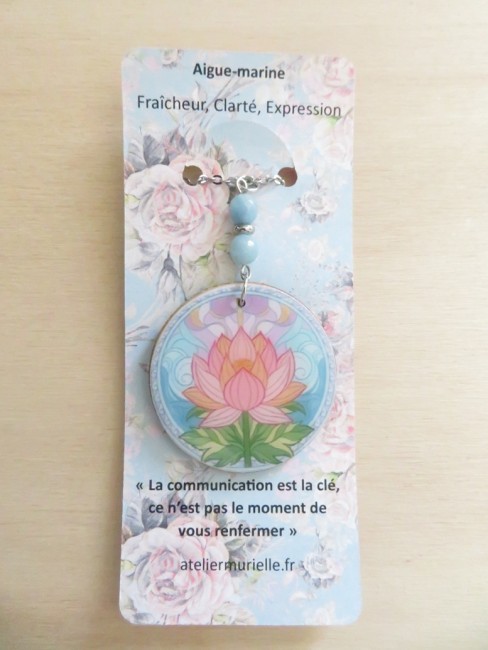 Aigue-marine
Fraîcheur, Clarté, Expression
« La communication est la clé,
ce n’est pas le moment de
vous renfermer »
ateliermurielle.fr